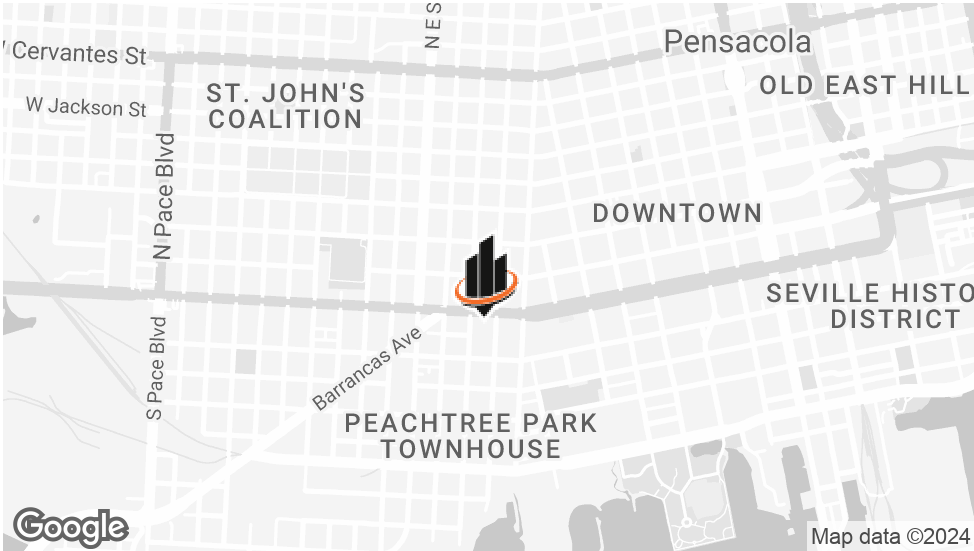 N E S
Pensacola
W Cervantes St
OLD EAST HILL
ST. JOHN'S
COALITION
W Jackson St
N Pace Blvd
DOWNTOWN
SEVILLE HISTO
DISTRICT
S Pace Blvd
Barrancas Ave
PEACHTREE PARK
TOWNHOUSE
Google
Map data ©2024